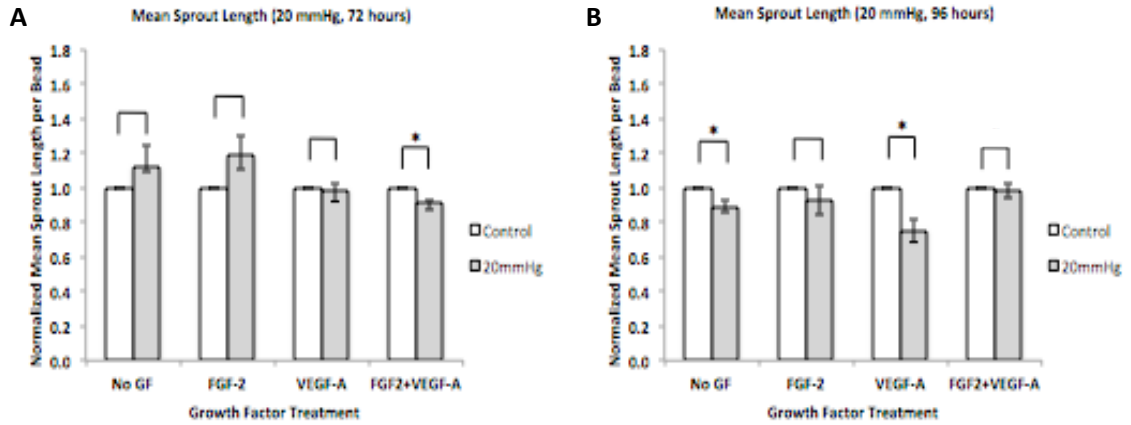 A
Mean Sprout Length (20 mmHg, 72 hours)
Normalized Mean Sprout Length per Bead
1.8
1.6
1.4
1.2
1.0
0.8
0.6
0.4
0.2
0.0
*
No GF
FGF-2
VEGF-A
FGF2+VEGF-A
Growth Factor Treatment
Control
20mmHg
B
Mean Sprout Length (20 mmHg, 96 hours)
Normalized Mean Sprout Length per Bead
1.8
1.6
1.4
1.2
1.0
0.8
0.6
0.4
0.2
0.0
*
*
No GF
FGF-2
VEGF-A
FGF2+VEGF-A
Growth Factor Treatment
Control
20mmHg